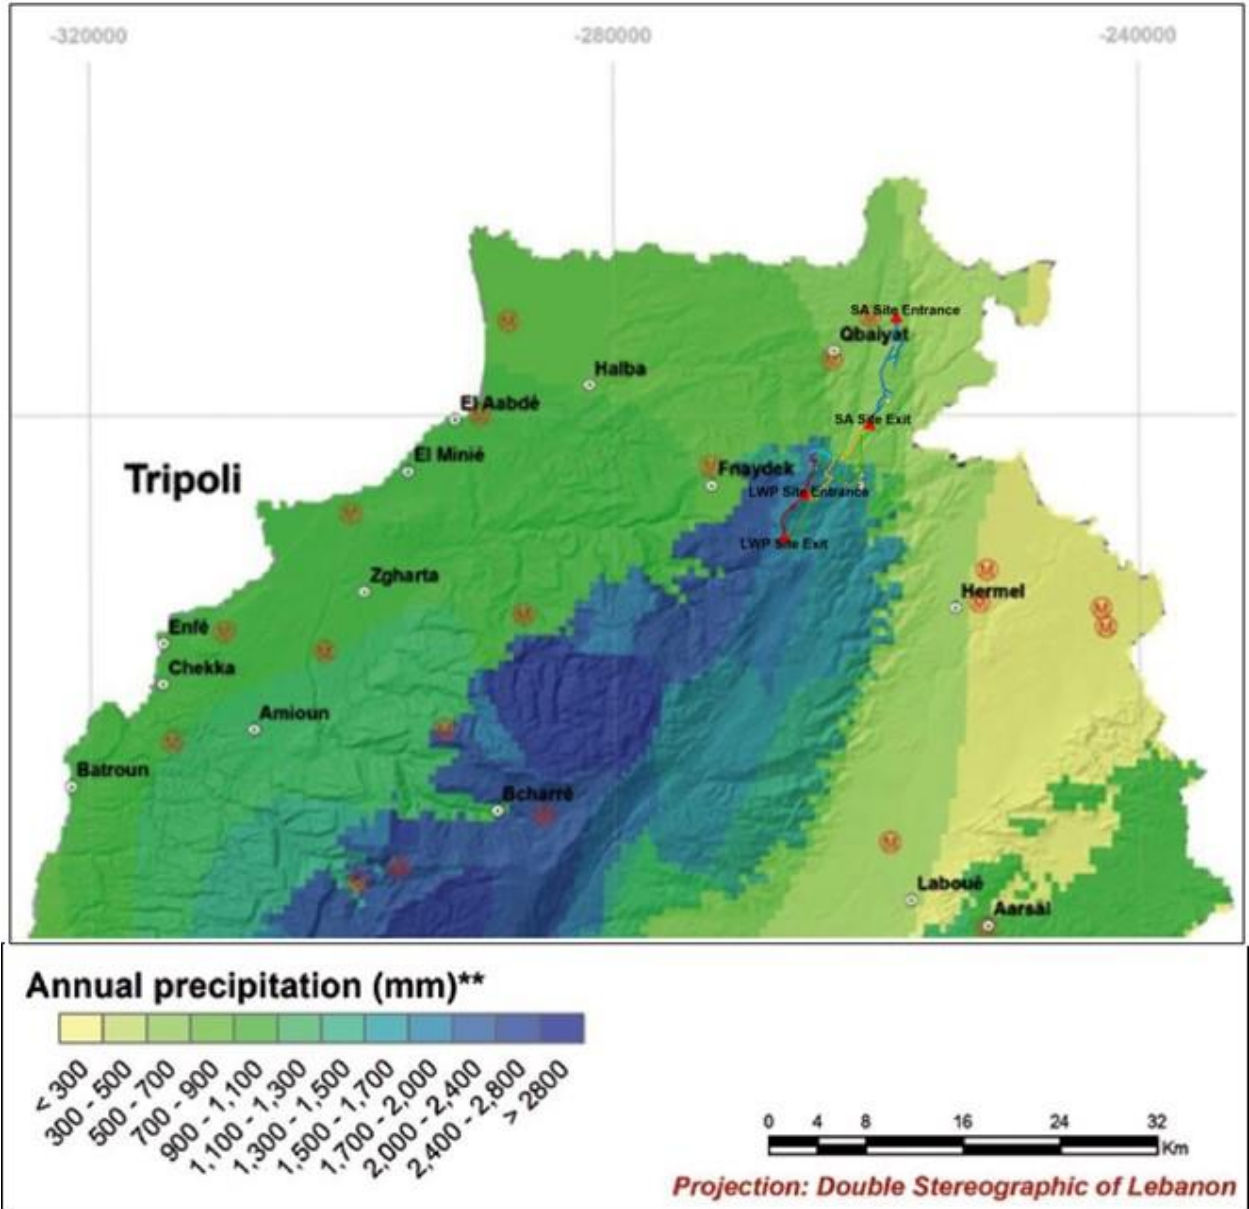 -320000 -280000 -240000
SA Site Entrance
Qbaiyat
Halba
El Aabdé
SA Site Exit
El Minié
Tripoli
Fnaydek
LWP Site Entrance
LWP Site Exit
Zgharta
Hermel
Enfé
Chekka
Amioun
Batroun
Bcharré
Laboué
Aarsâl
Annual precipitation (mm)**
< 300
300 - 500
500 - 700
700 - 900
900 - 1,100
1,100 - 1,300
1,300 - 1,500
1,500 - 1,700
1,700 - 2,000
2,000 - 2,400
2,400 - 2,800
> 2800
0 4 8 16 24 32
Km
Projection: Double Stereographic of Lebanon